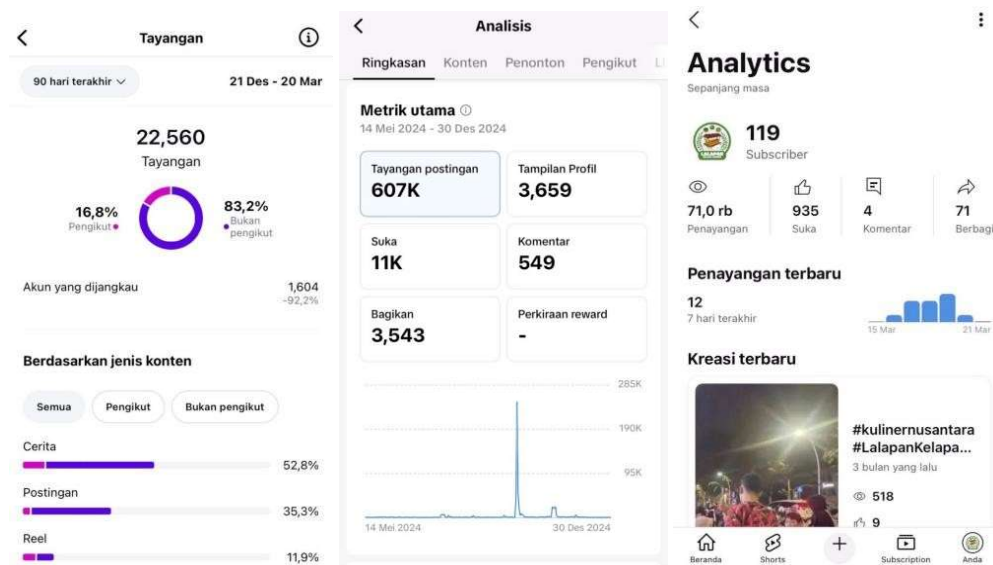 Tayangan
90 hari terakhir
21 Des - 20 Mar
22,560
Tayangan
16,8%
Pengikut
83,2%
Bukan
pengikut
Akun yang dijangkau
1,604
-92,2%
Berdasarkan jenis konten
Semua
Pengikut
Bukan pengikut
Cerita
52,8%
Postingan
35,3%
Reel
11,9%
Analisis
Ringkasan
Konten
Penonton
Pengikut
Metrik utama
14 Mei 2024 - 30 Des 2024
Tayangan postingan
607K
Tampilan Profil
3,659
Suka
11K
Komentar
549
Bagikan
3,543
Perkiraan reward
-
285K
190K
95K
14 Mei 2024
30 Des 2024
Analytics
Sepanjang masa
119
Subscriber
71,0 rb
Penayangan
935
Suka
4
Komentar
71
Berbagi
Penayangan terbaru
12
7 hari terakhir
15 Mar
21 Mar
Kreasi terbaru
#kulinernusantara
#LalapanKelapa...
3 bulan yang lalu
518
9
Beranda
Shorts
Subscription
Anda